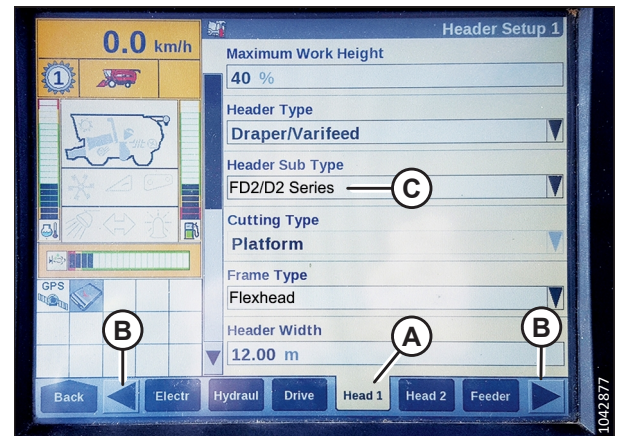 0.0 km/h
Header Setup 1
1
Maximum Work Height
40 %
Header Type
Draper/Varifeed
Header Sub Type
FD2/D2 Series
C
Cutting Type
Platform
Frame Type
GPS
Flexhead
B
A
B
Header Width
12.00 m
Back
Electr
Hydraul
Drive
Head 1
Head 2
Feeder
1042877